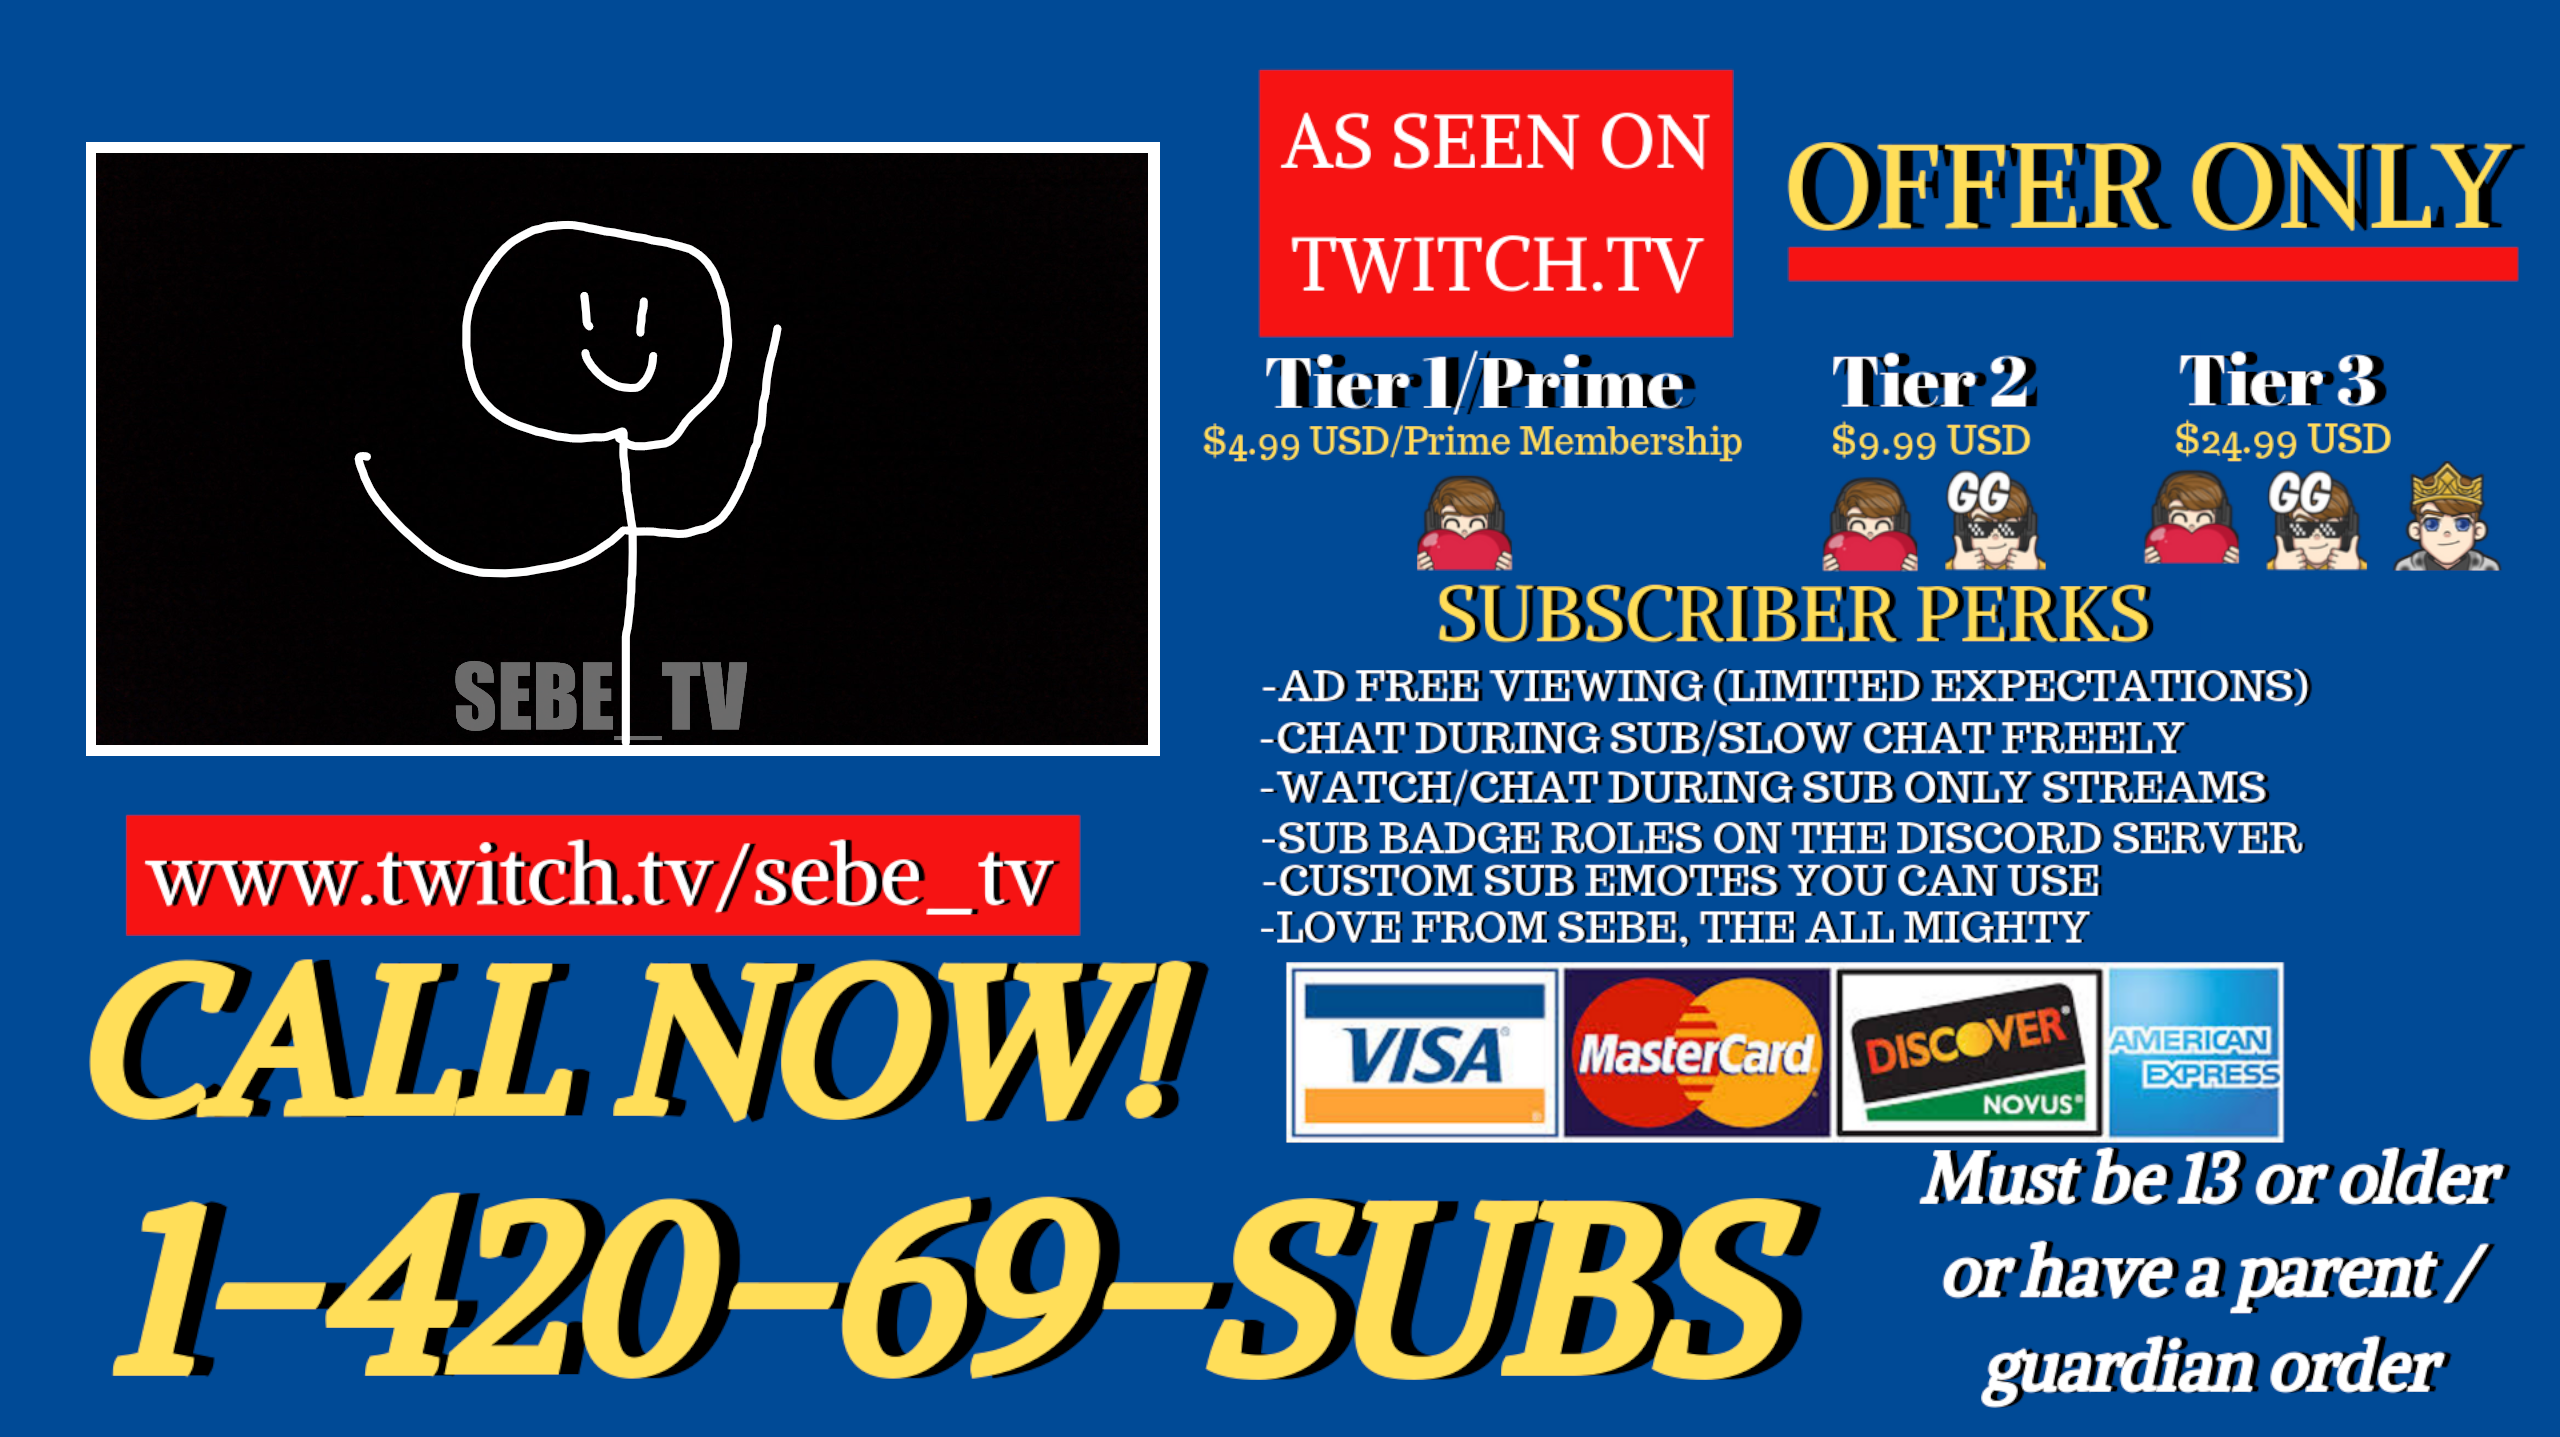 AS SEEN ON
TWITCH.TV
OFFER ONLY
Tier 1/Prime
$4.99 USD/Prime Membership
Tier 2
$9.99 USD
Tier 3
$24.99 USD
GG
GG
SUBSCRIBER PERKS
-AD FREE VIEWING (LIMITED EXPECTATIONS)
-CHAT DURING SUB/SLOW CHAT FREELY
-WATCH/CHAT DURING SUB ONLY STREAMS
-SUB BADGE ROLES ON THE DISCORD SERVER
-CUSTOM SUB EMOTES YOU CAN USE
-LOVE FROM SEBE, THE ALL MIGHTY
SEBE_TV
www.twitch.tv/sebe_tv
CALL NOW!
1-420-69-SUBS
VISA
MasterCard
DISCOVER®
NOVUS®
AMERICAN
EXPRESS
Must be 13 or older
or have a parent /
guardian order